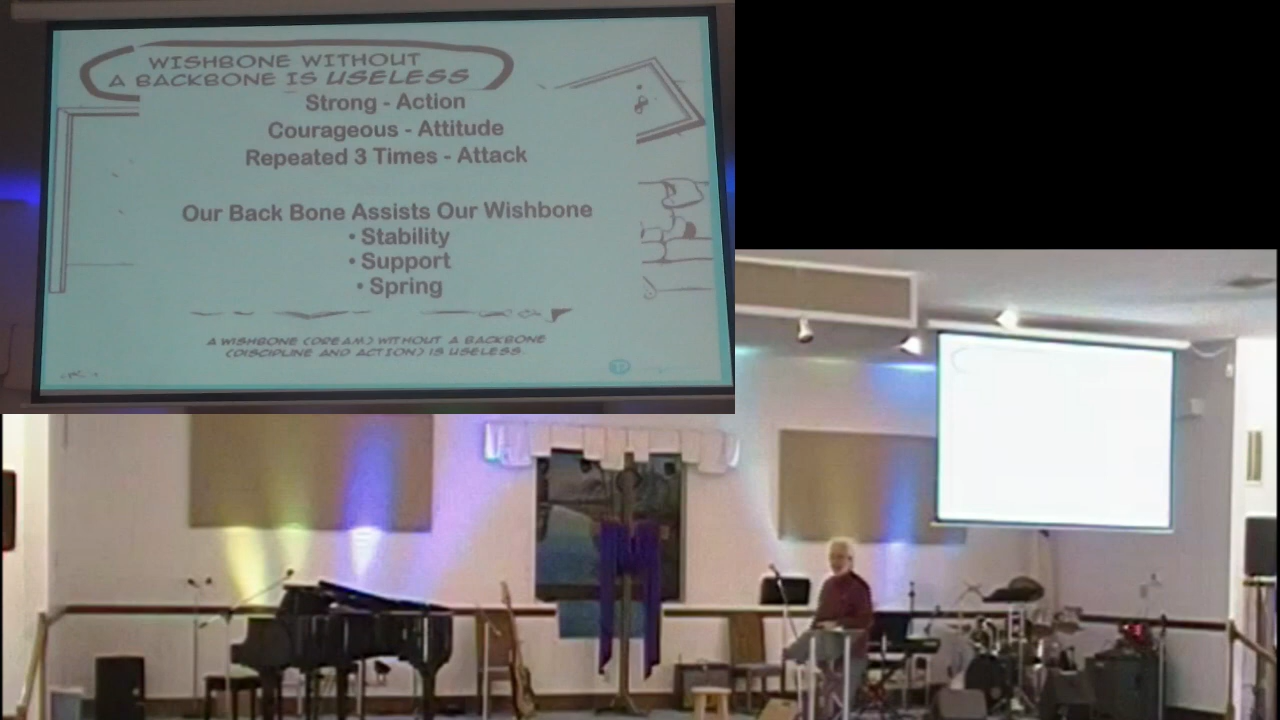 WISHBONE WITHOUT
A BACKBONE IS USELESS
Strong - Action
Courageous - Attitude
Repeated 3 Times - Attack
Our Back Bone Assists Our Wishbone
• Stability
• Support
• Spring
A WISHBONE (DREAM) WITHOUT A BACKBONE
(DISCIPLINE AND ACTION) IS USELESS.